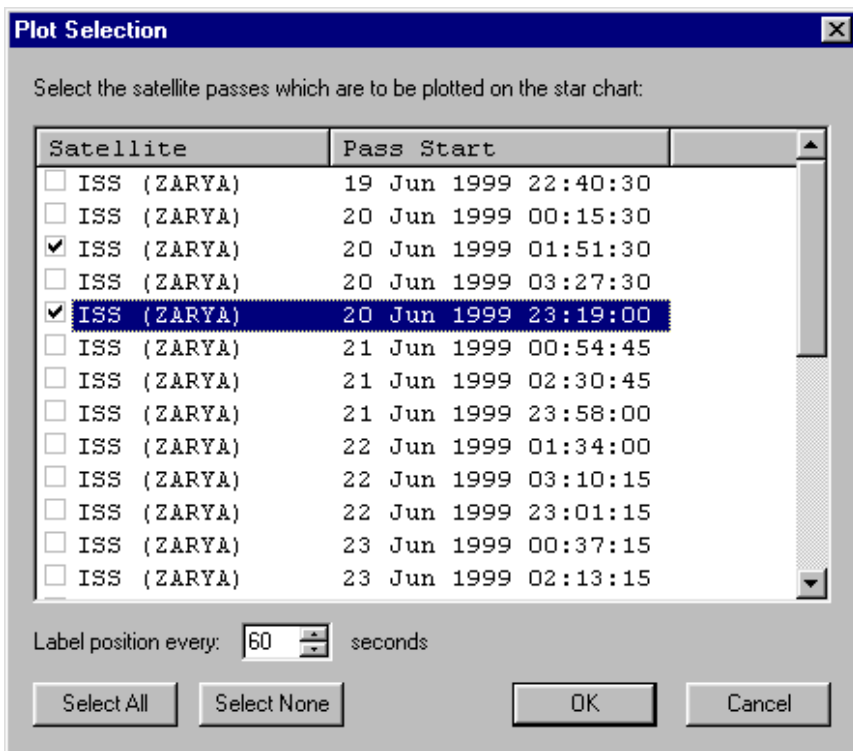 Plot Selection
Select the satellite passes which are to be plotted on the star chart:
Satellite Pass Start
ISS (ZARYA) 19 Jun 1999 22:40:30
ISS (ZARYA) 20 Jun 1999 00:15:30
ISS (ZARYA) 20 Jun 1999 01:51:30
ISS (ZARYA) 20 Jun 1999 03:27:30
ISS (ZARYA) 20 Jun 1999 23:19:00
ISS (ZARYA) 21 Jun 1999 00:54:45
ISS (ZARYA) 21 Jun 1999 02:30:45
ISS (ZARYA) 21 Jun 1999 23:58:00
ISS (ZARYA) 22 Jun 1999 01:34:00
ISS (ZARYA) 22 Jun 1999 03:10:15
ISS (ZARYA) 22 Jun 1999 23:01:15
ISS (ZARYA) 23 Jun 1999 00:37:15
ISS (ZARYA) 23 Jun 1999 02:13:15
Label position every: 60 seconds
Select All Select None OK Cancel